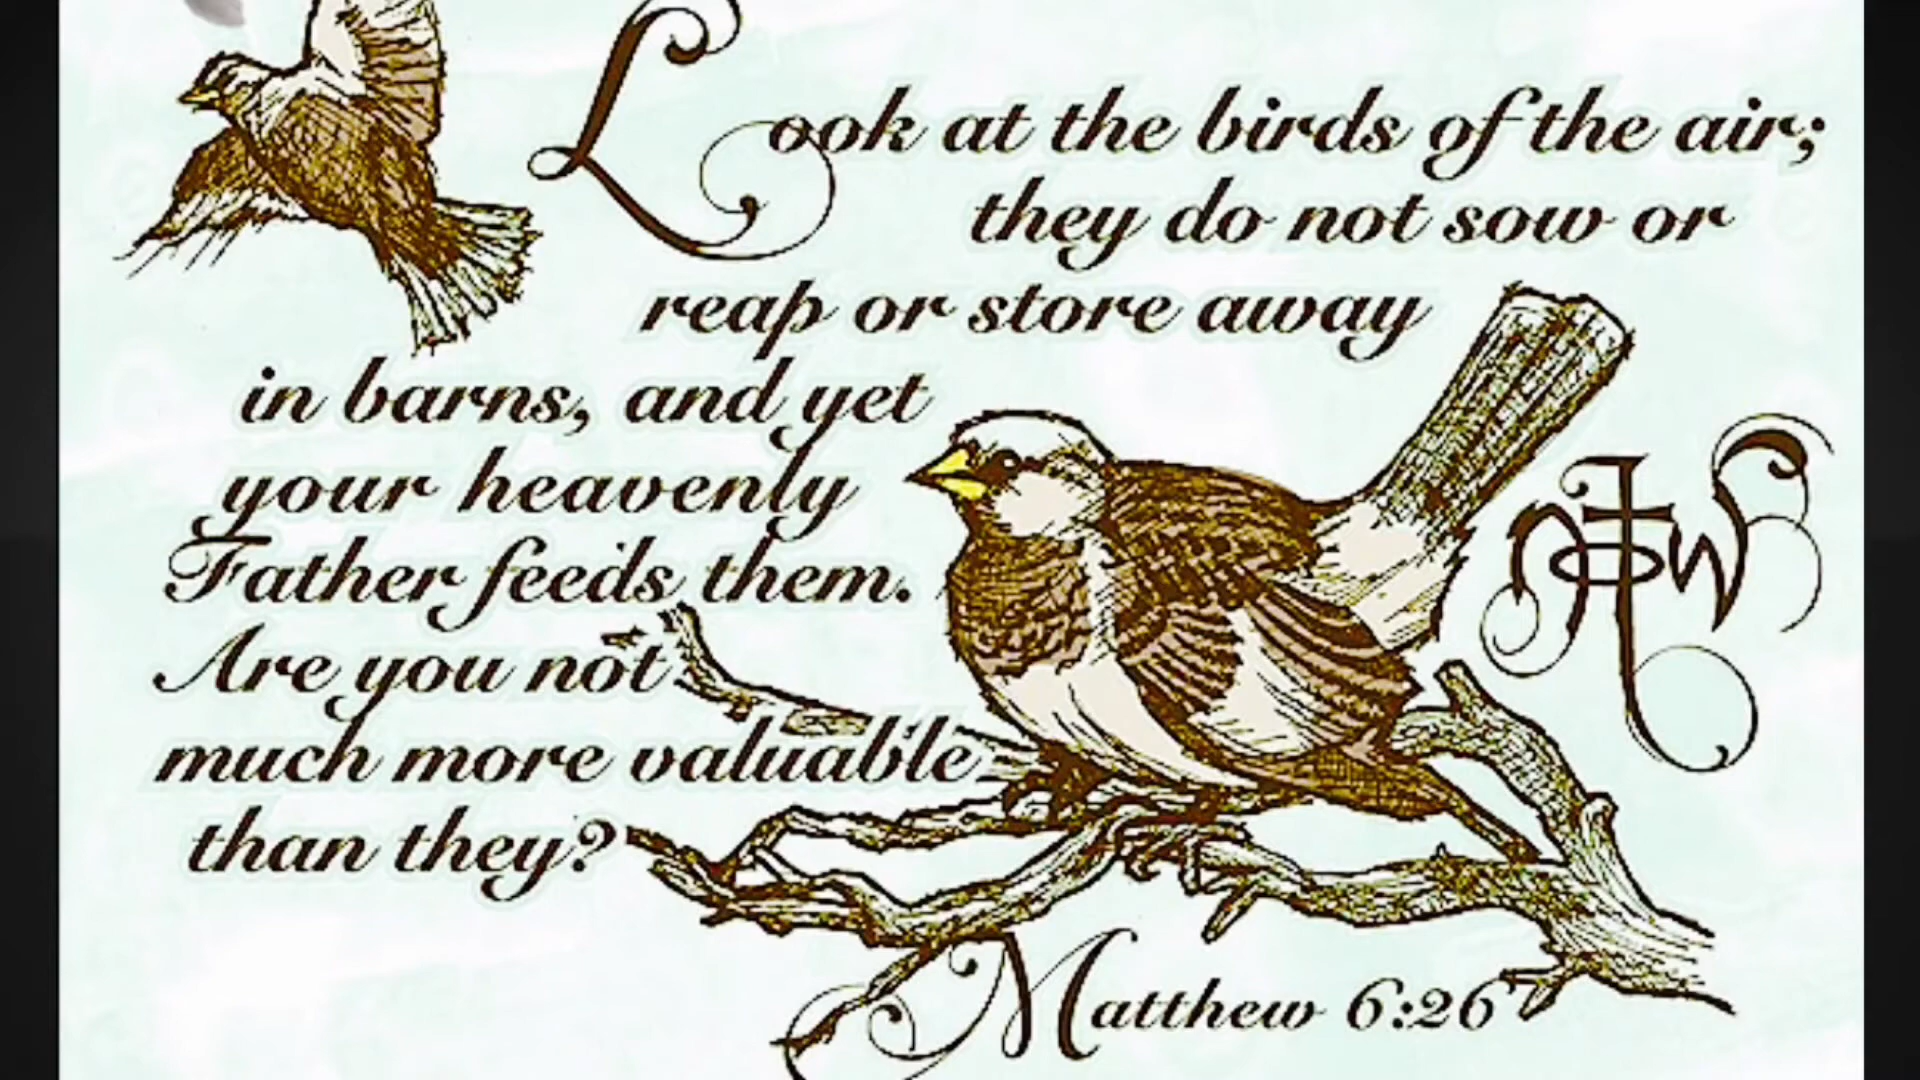 Look at the birds of the air;
they do not sow or
reap or store away
in barns, and yet
your heavenly
Father feeds them.
Are you not
much more valuable
than they?
Matthew 6:26